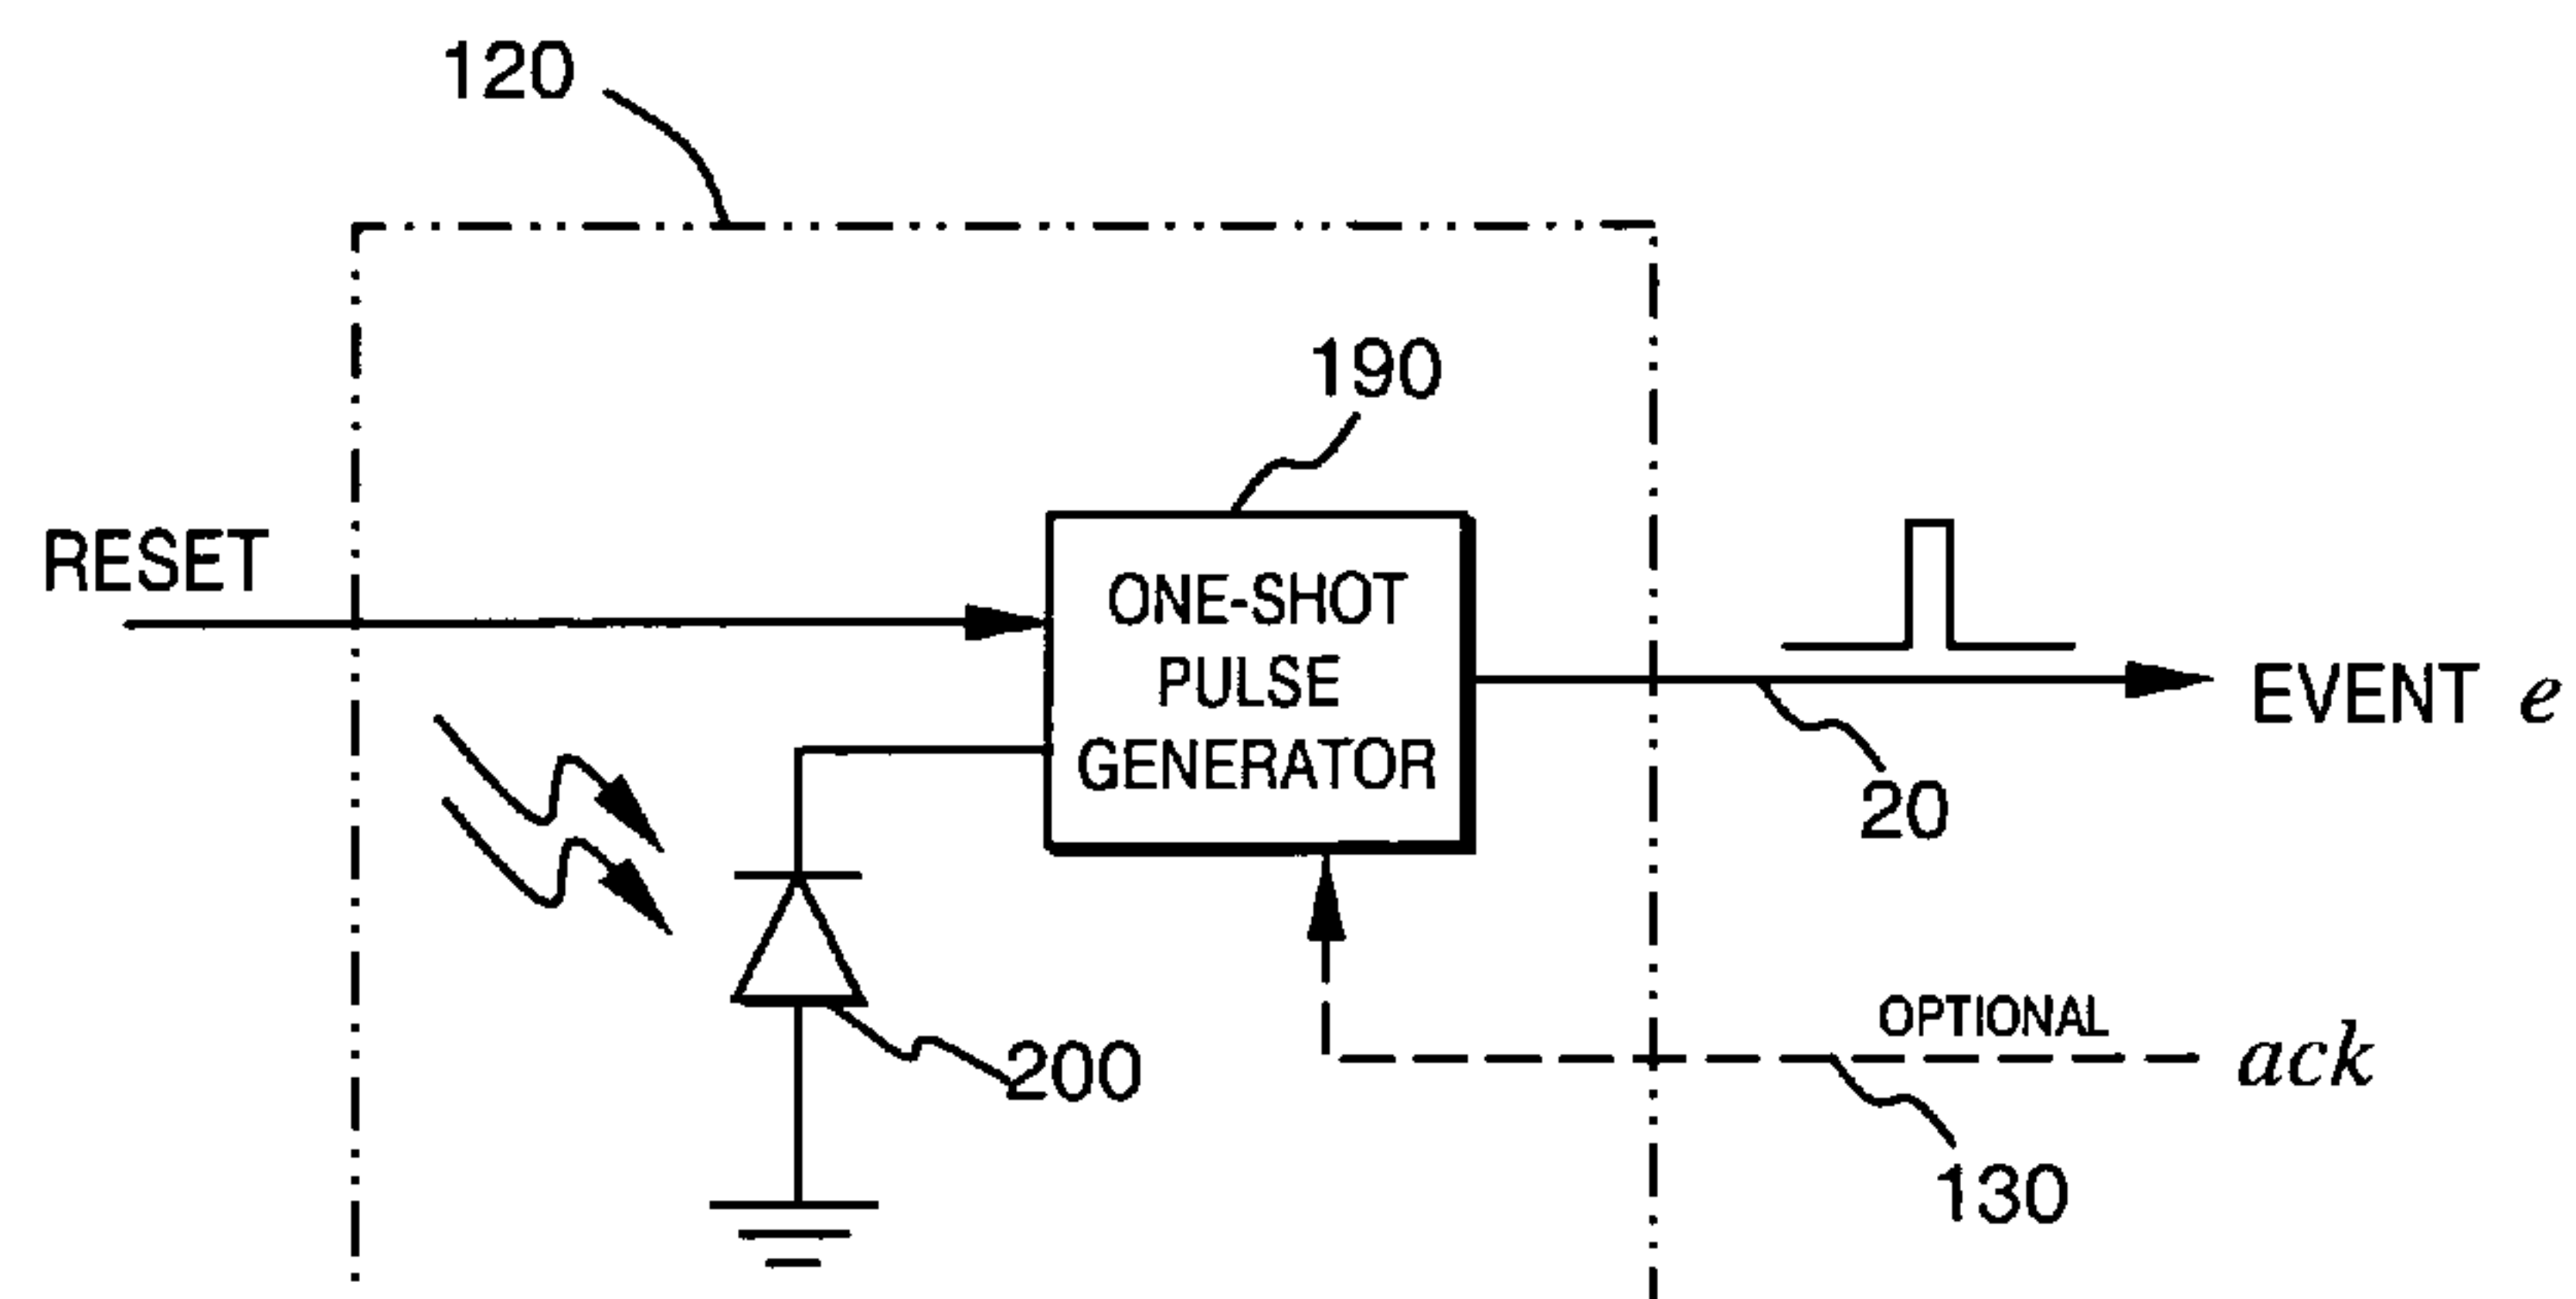 120
190
RESET
ONE-SHOT
PULSE
GENERATOR
EVENT e
20
200
OPTIONAL
ack
130